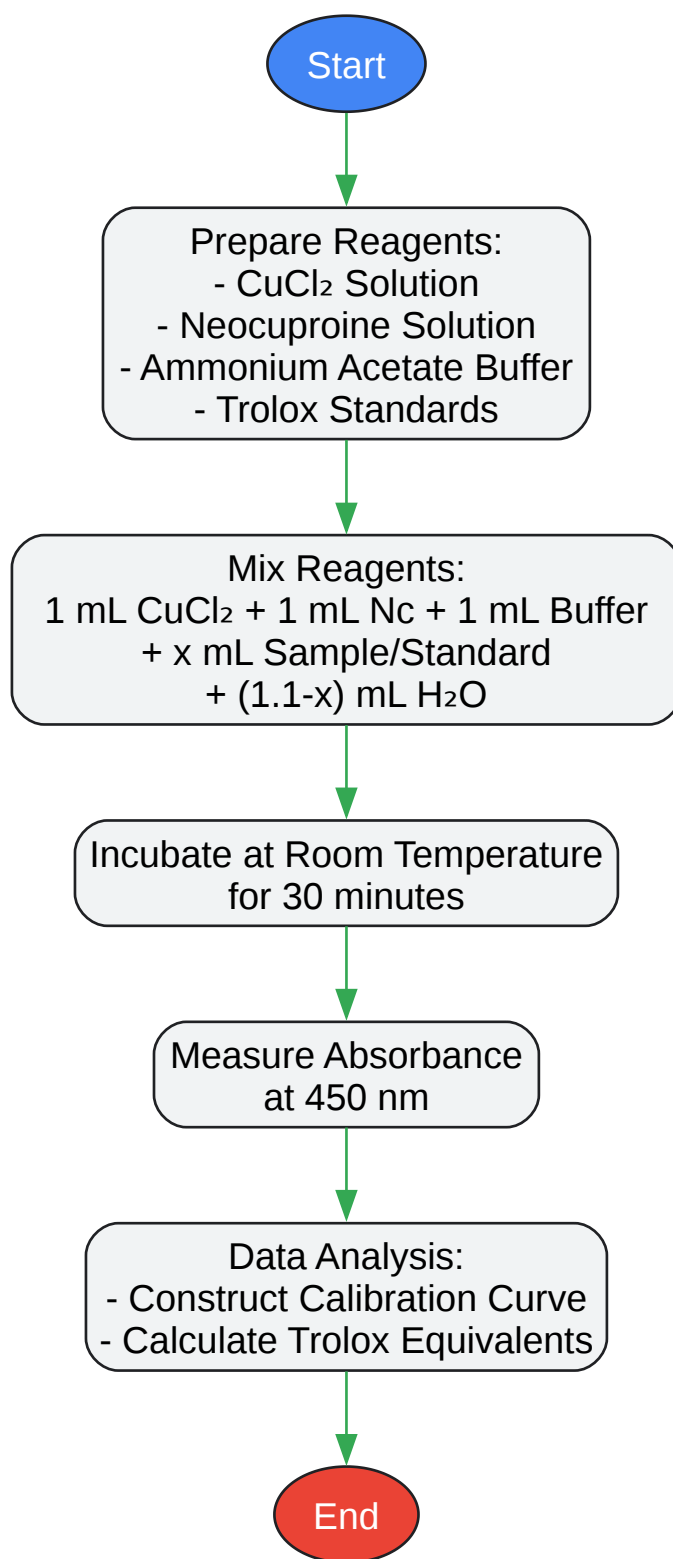 Start
Prepare Reagents:
- CuCl₂ Solution
- Neocuproine Solution
- Ammonium Acetate Buffer
- Trolox Standards
Mix Reagents:
1 mL CuCl₂ + 1 mL Nc + 1 mL Buffer
+ x mL Sample/Standard
+ (1.1-x) mL H₂O
Incubate at Room Temperature
for 30 minutes
Measure Absorbance
at 450 nm
Data Analysis:
- Construct Calibration Curve
- Calculate Trolox Equivalents
End